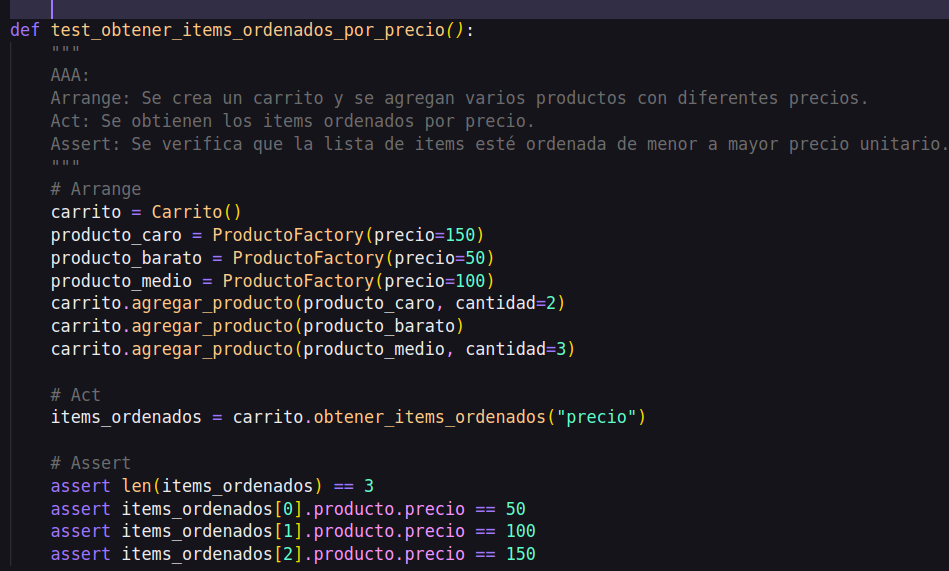 def test_obtener_items_ordenados_por_precio():
    """
    AAA:
    Arrange: Se crea un carrito y se agregan varios productos con diferentes precios.
    Act: Se obtienen los items ordenados por precio.
    Assert: Se verifica que la lista de items esté ordenada de menor a mayor precio unitario.
    """
    # Arrange
    carrito = Carrito()
    producto_caro = ProductoFactory(precio=150)
    producto_barato = ProductoFactory(precio=50)
    producto_medio = ProductoFactory(precio=100)
    carrito.agregar_producto(producto_caro, cantidad=2)
    carrito.agregar_producto(producto_barato)
    carrito.agregar_producto(producto_medio, cantidad=3)

    # Act
    items_ordenados = carrito.obtener_items_ordenados("precio")

    # Assert
    assert len(items_ordenados) == 3
    assert items_ordenados[0].producto.precio == 50
    assert items_ordenados[1].producto.precio == 100
    assert items_ordenados[2].producto.precio == 150